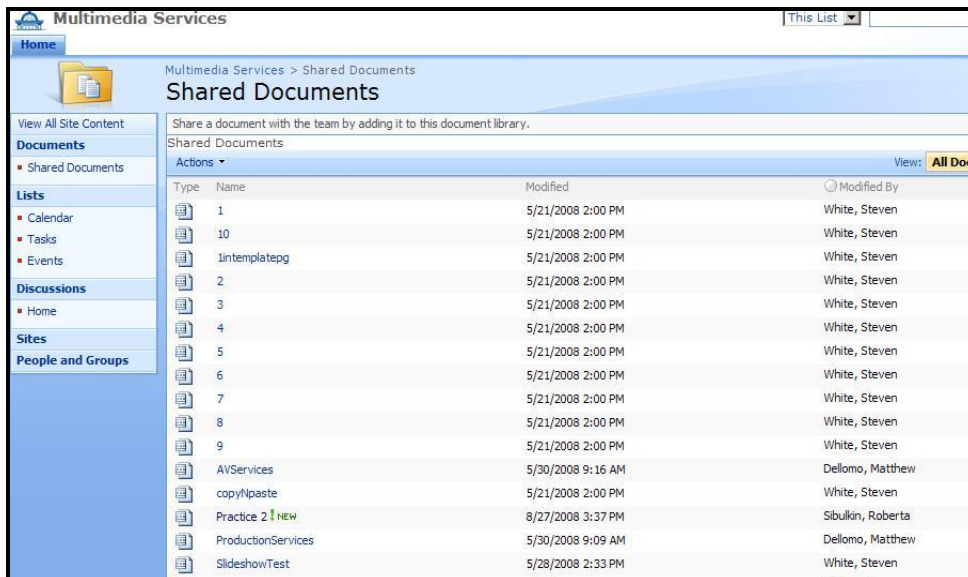 Multimedia Services
This List
Home
Multimedia Services > Shared Documents
Shared Documents
View All Site Content
Documents
Shared Documents
Lists
Calendar
Tasks
Events
Discussions
Home
Sites
People and Groups
Share a document with the team by adding it to this document library.
Shared Documents
Actions View: All Do
Type Name Modified Modified By
1 5/21/2008 2:00 PM White, Steven
10 5/21/2008 2:00 PM White, Steven
1intemplatepg 5/21/2008 2:00 PM White, Steven
2 5/21/2008 2:00 PM White, Steven
3 5/21/2008 2:00 PM White, Steven
4 5/21/2008 2:00 PM White, Steven
5 5/21/2008 2:00 PM White, Steven
6 5/21/2008 2:00 PM White, Steven
7 5/21/2008 2:00 PM White, Steven
8 5/21/2008 2:00 PM White, Steven
9 5/21/2008 2:00 PM White, Steven
AVServices 5/30/2008 9:16 AM Dellomo, Matthew
copyNpaste 5/21/2008 2:00 PM White, Steven
Practice 2 ! NEW 8/27/2008 3:37 PM Sibulkin, Roberta
ProductionServices 5/30/2008 9:09 AM Dellomo, Matthew
SlideshowTest 5/28/2008 2:33 PM White, Steven